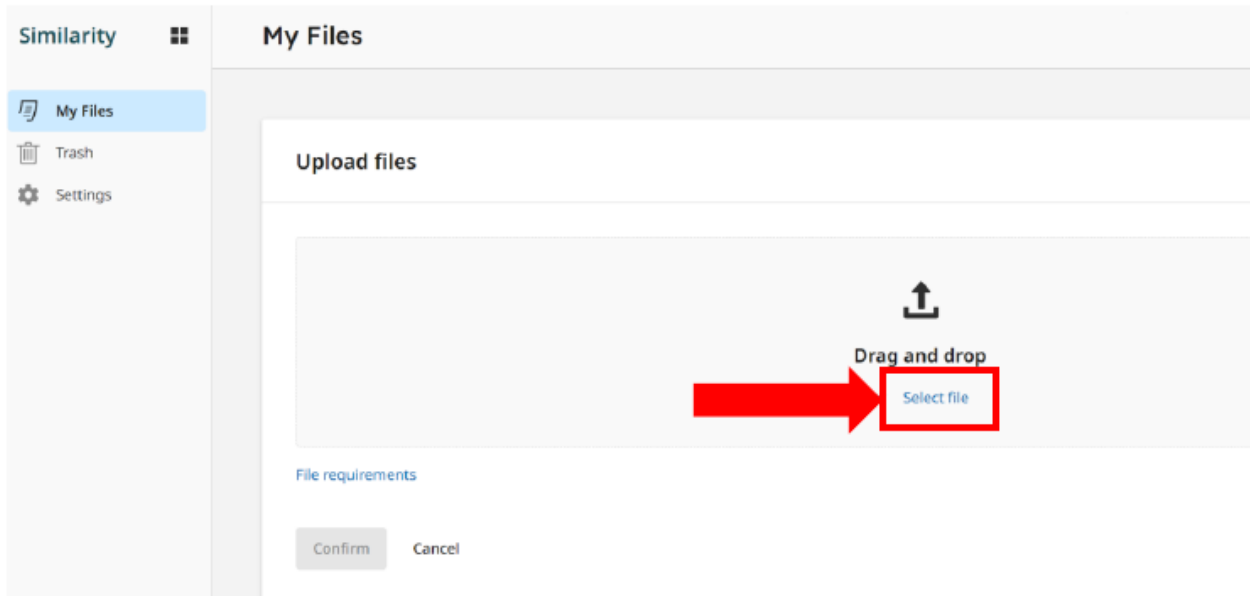 Similarity
My Files
My Files
Trash
Settings
Upload files
Drag and drop
Select file
File requirements
Confirm
Cancel